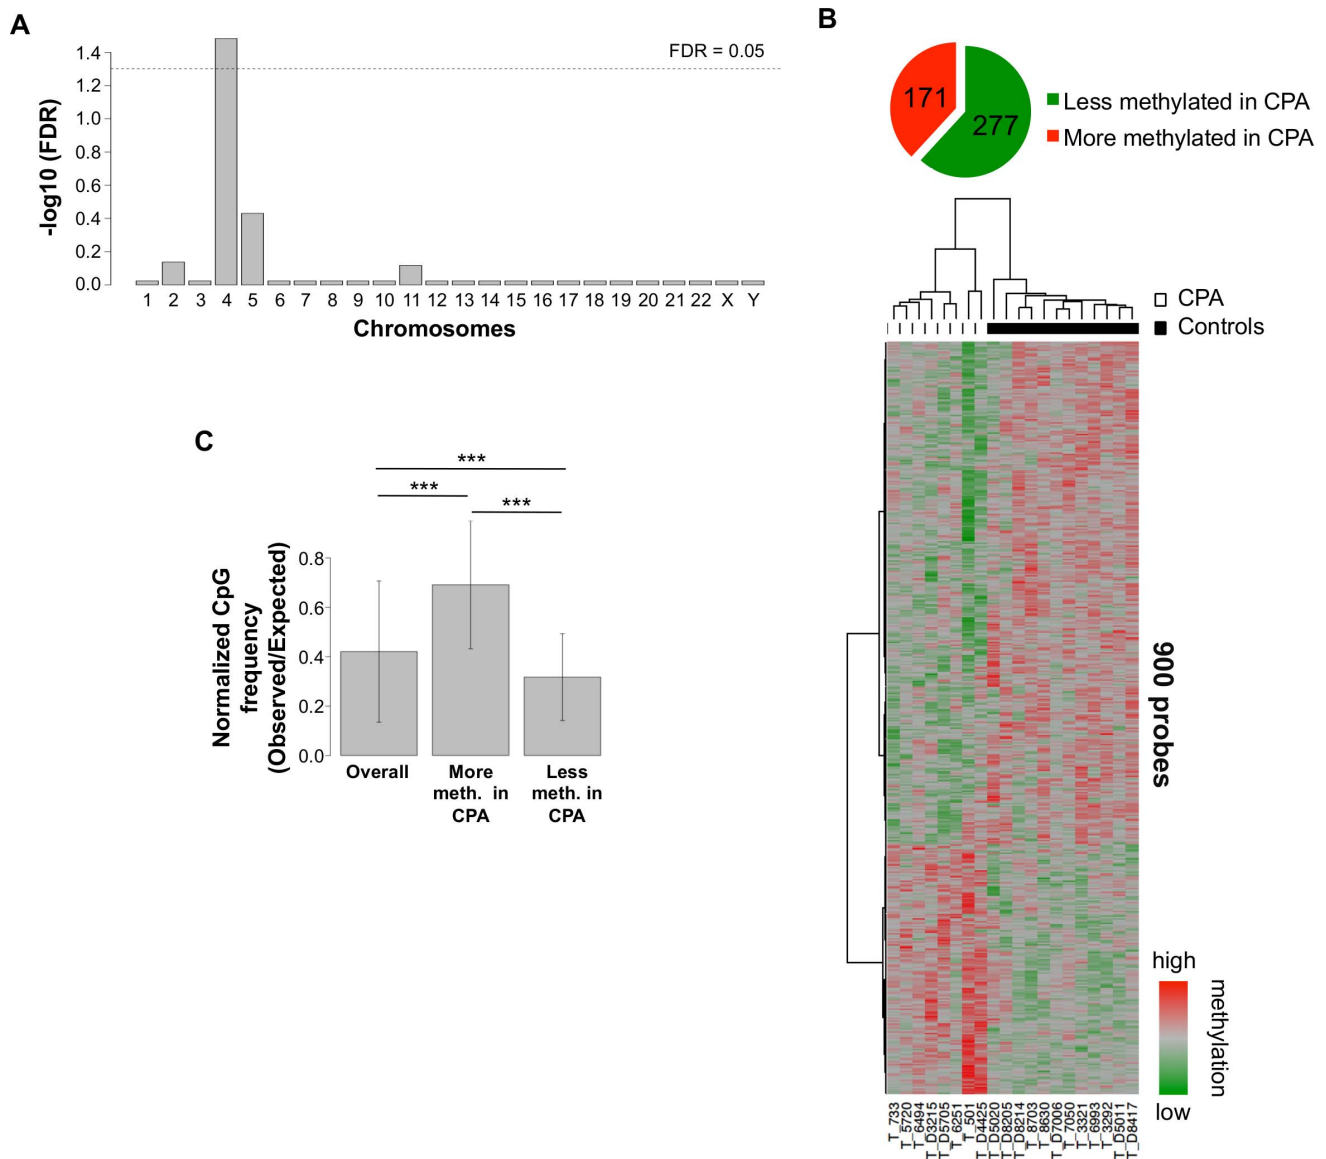 A
FDR = 0.05
-log10 (FDR)
1.4
1.2
1.0
0.8
0.6
0.4
0.2
0.0
1 2 3 4 5 6 7 8 9 10 11 12 13 14 15 16 17 18 19 20 21 22 X Y
Chromosomes
B
171
277
Less methylated in CPA
More methylated in CPA
CPA
Controls
900 probes
high
methylation
low
T_733
T_5720
T_6494
T_D3215
T_D5705
T_6251
T_501
T_D4425
T_D5020
T_D8205
T_D8214
T_8703
T_8630
T_D7006
T_7050
T_3321
T_6993
T_3292
T_D5011
T_D8417
C
***
***
***
Normalized CpG
frequency
(Observed/Expected)
0.8
0.6
0.4
0.2
0.0
Overall
More
meth. in
CPA
Less
meth. in
CPA